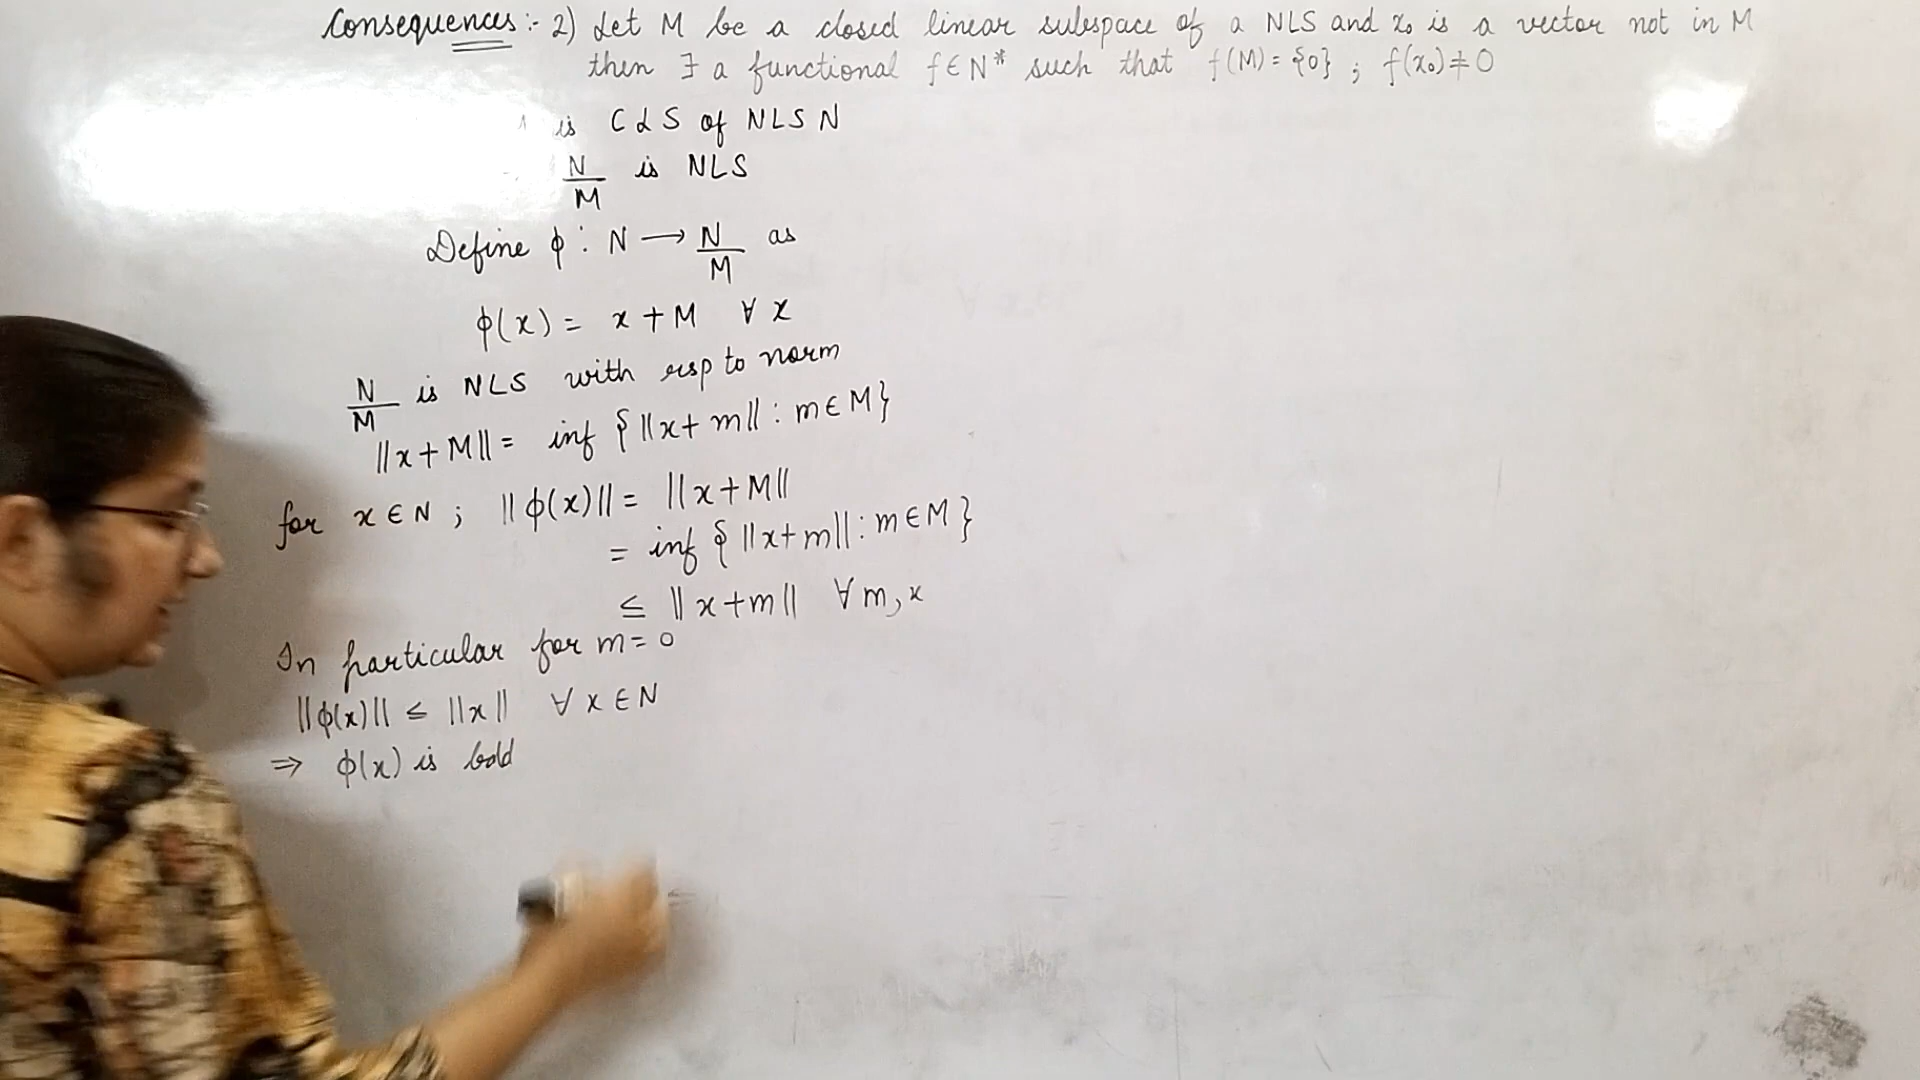 Consequences :- 2) Let M be a closed linear subspace of a NLS and x₀ is a vector not in M
then ∃ a functional f∈N* such that f(M) = {0} ; f(x₀) ≠ 0
is CLS of NLS N
N/M is NLS
Define ϕ : N → N/M as
ϕ(x) = x + M ∀ x
N/M is NLS with resp to norm
||x+M|| = inf { ||x+m|| : m∈M}
for x∈N ; ||ϕ(x)|| = ||x+M||
= inf { ||x+m|| : m∈M}
≤ ||x+m|| ∀ m, x
In particular for m=0
||ϕ(x)|| ≤ ||x|| ∀ x∈N
⇒ ϕ(x) is bdd